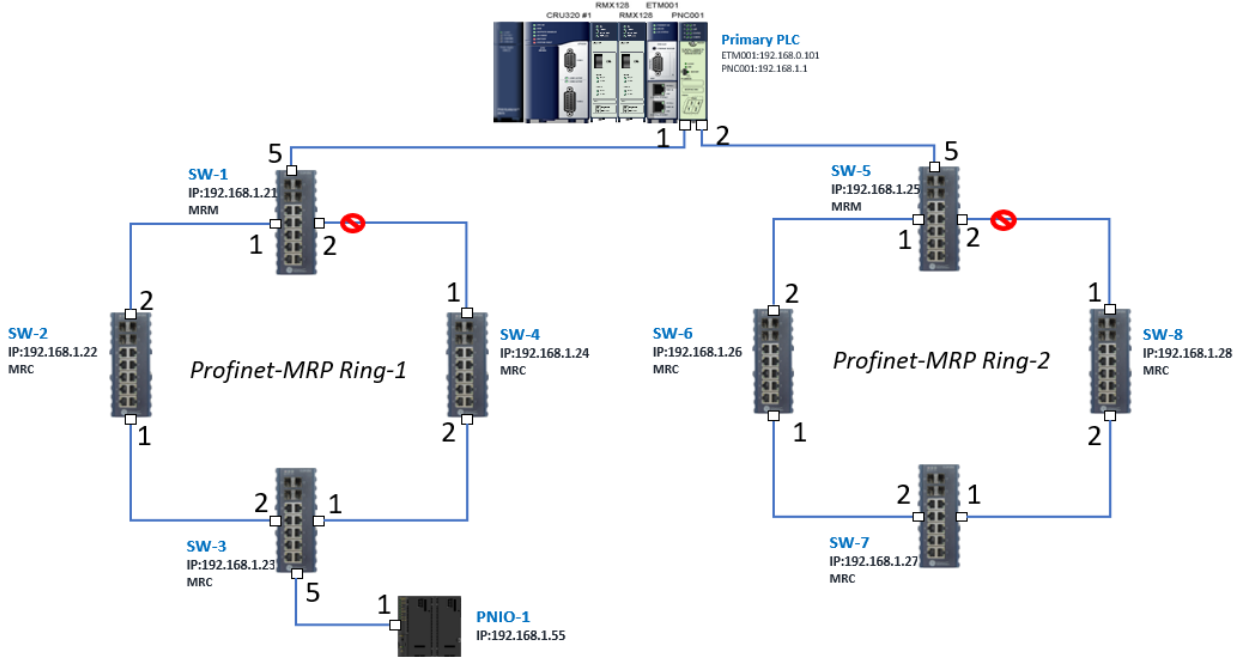 RMX128 ETM001
CRU320 #1 RMX128 PNC001
Primary PLC
ETM001:192.168.0.101
PNC001:192.168.1.1
1
2
5
SW-1
IP:192.168.1.21
MRM
1
2
5
SW-5
IP:192.168.1.25
MRM
1
2
2
SW-2
IP:192.168.1.22
MRC
1
1
SW-4
IP:192.168.1.24
MRC
2
Profinet-MRP Ring-1
2
SW-6
IP:192.168.1.26
MRC
1
1
SW-8
IP:192.168.1.28
MRC
2
Profinet-MRP Ring-2
2
1
SW-3
IP:192.168.1.23
MRC
5
2
1
SW-7
IP:192.168.1.27
MRC
1
PNIO-1
IP:192.168.1.55